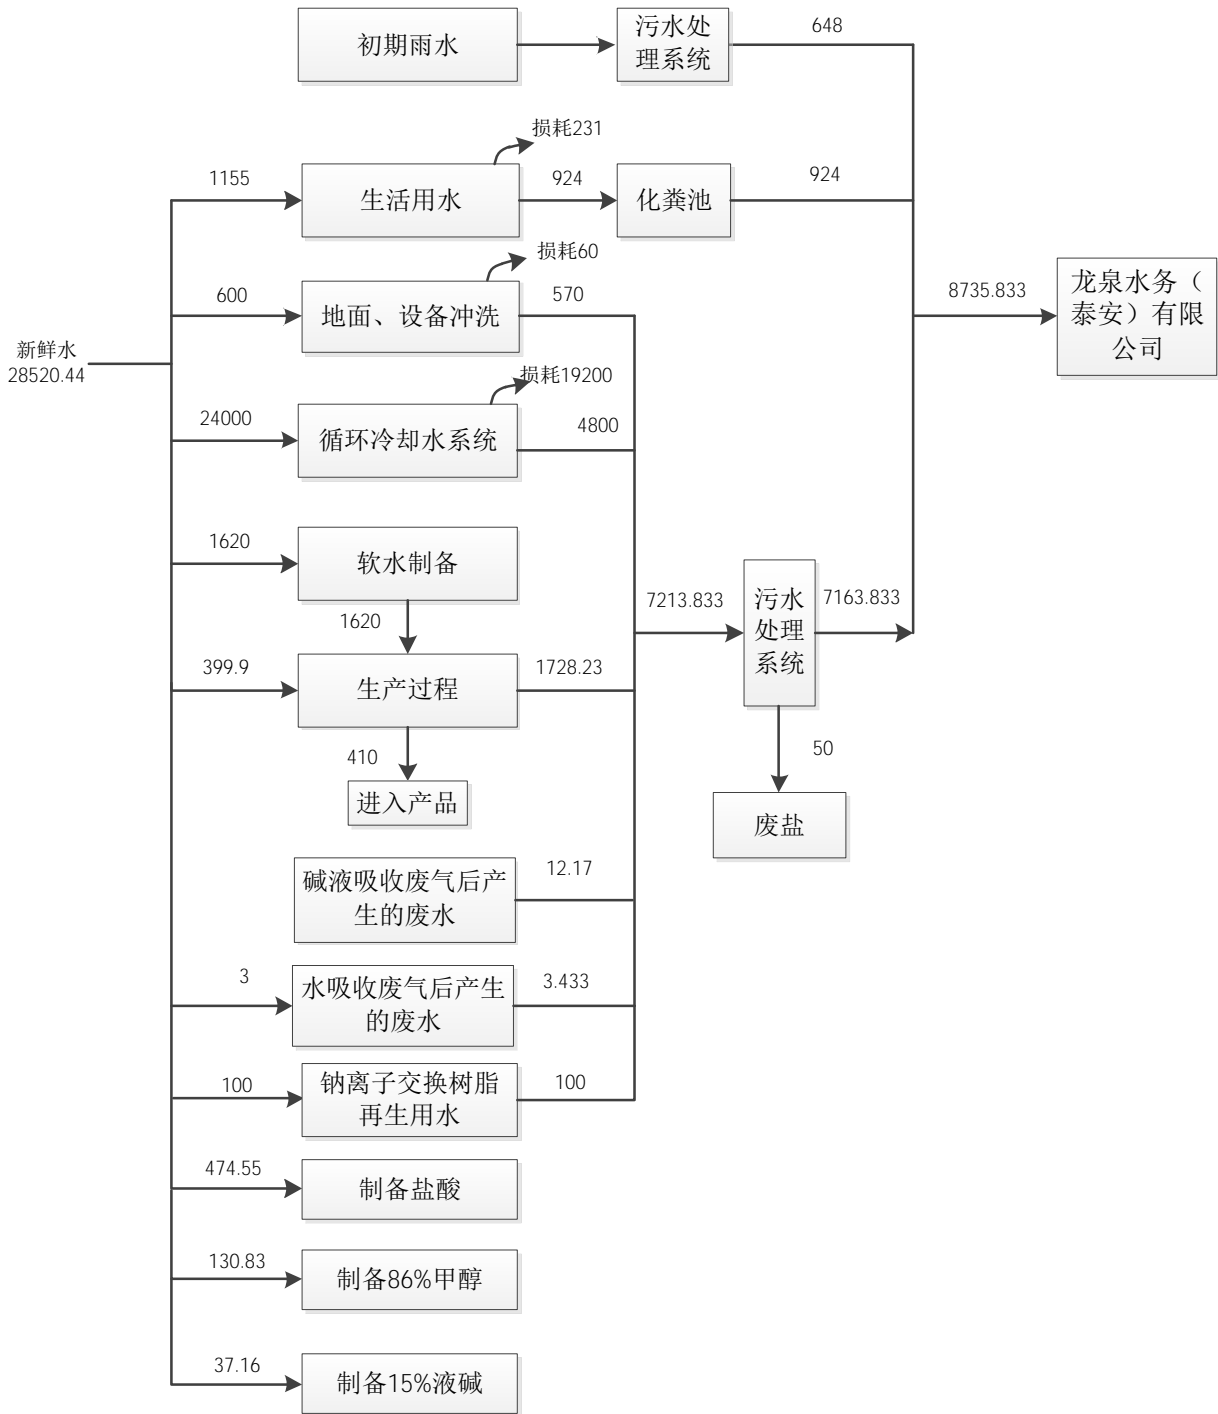 初期雨水
污水处
理系统
648
损耗231
1155
生活用水
924
化粪池
924
损耗60
600
地面、设备冲洗
570
8735.833
龙泉水务（
泰安）有限
公司
新鲜水
28520.44
损耗19200
24000
循环冷却水系统
4800
1620
软水制备
1620
7213.833
污水
处理
系统
7163.833
399.9
生产过程
1728.23
410
进入产品
50
废盐
碱液吸收废气后产
生的废水
12.17
3
水吸收废气后产生
的废水
3.433
100
钠离子交换树脂
再生用水
100
474.55
制备盐酸
130.83
制备86%甲醇
37.16
制备15%液碱